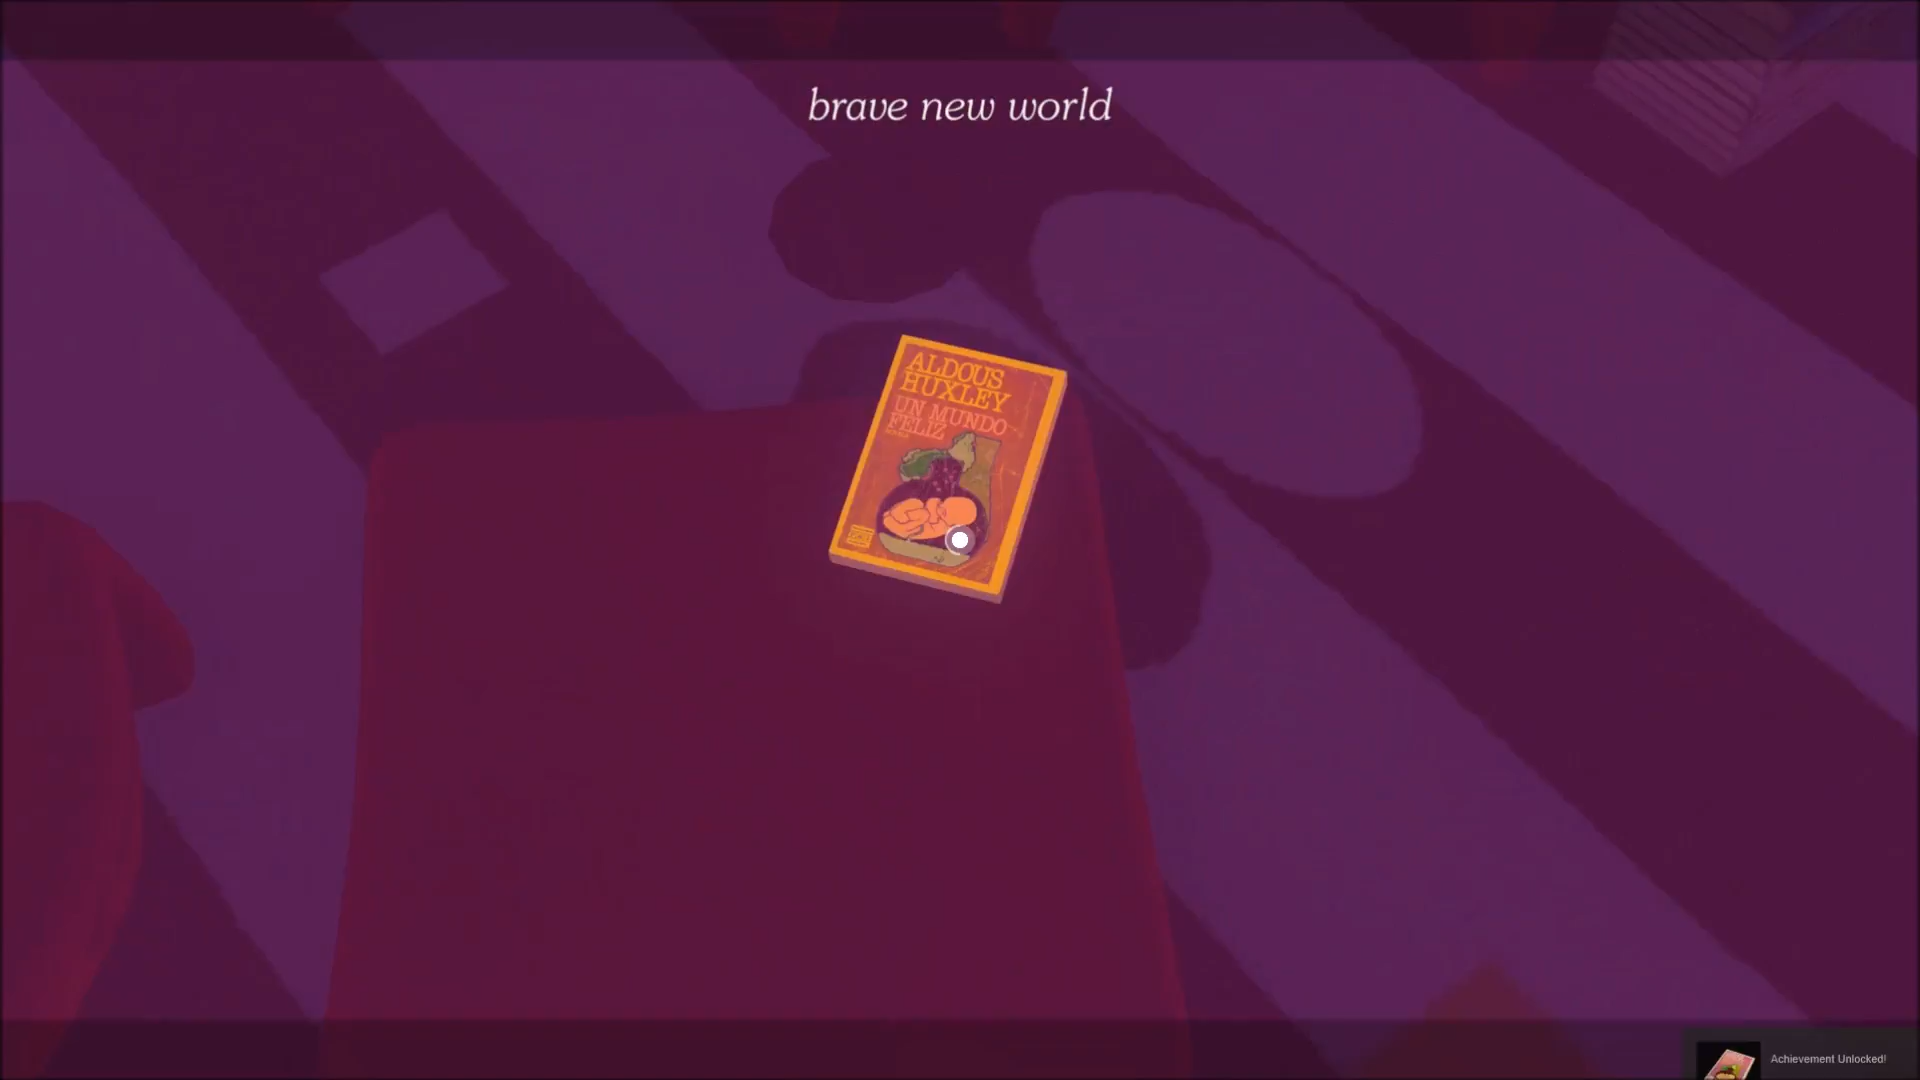 brave new world
ALDOUS
HUXLEY
UN MUNDO
FELIZ
Achievement Unlocked!